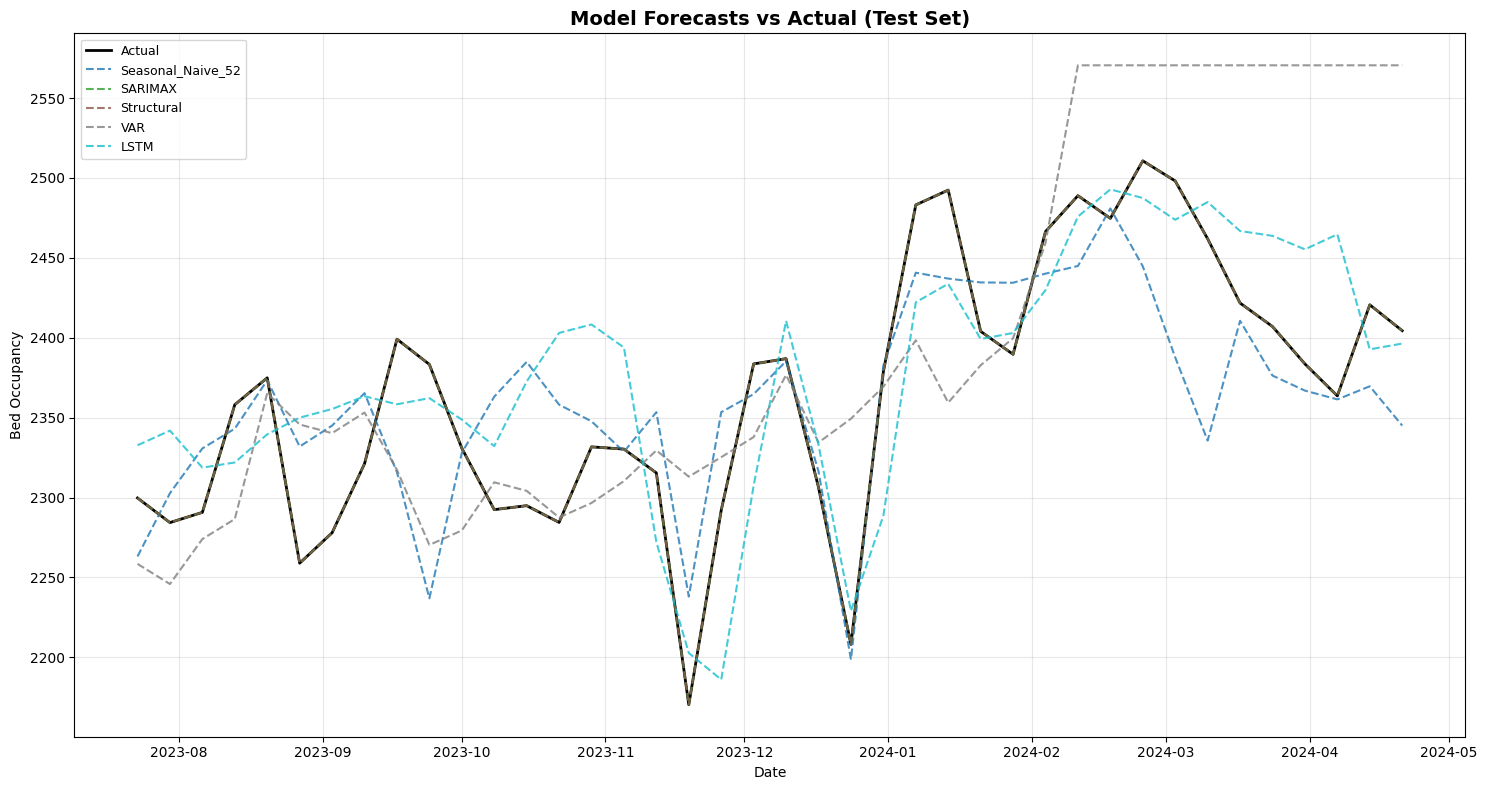 Model Forecasts vs Actual (Test Set)
Actual
Seasonal_Naive_52
SARIMAX
Structural
VAR
LSTM
Bed Occupancy
2550
2500
2450
2400
2350
2300
2250
2200
2023-08
2023-09
2023-10
2023-11
2023-12
2024-01
2024-02
2024-03
2024-04
2024-05
Date